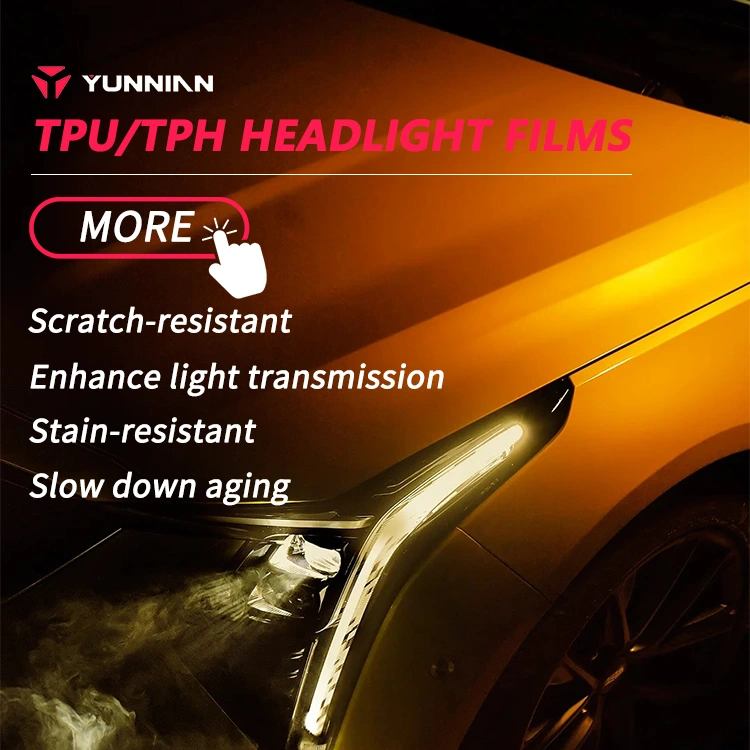 YUNNIAN
TPU/TPH HEADLIGHT FILMS
MORE
Scratch-resistant
Enhance light transmission
Stain-resistant
Slow down aging